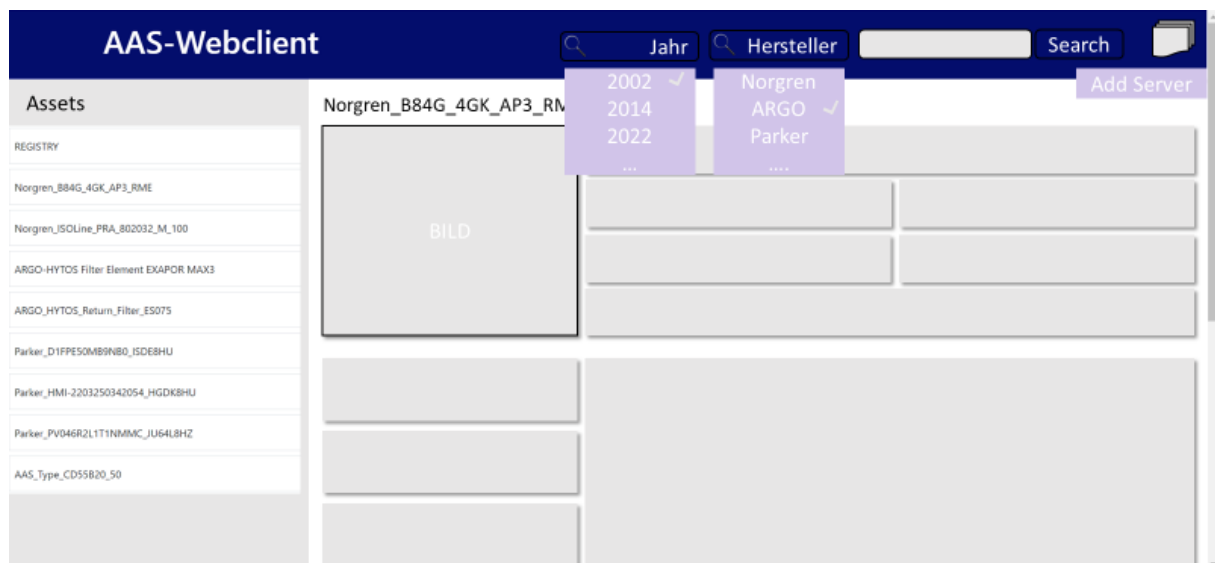 AAS-Webclient
Jahr
Hersteller
Search
2002
2014
2022
...
Norgren
ARGO
Parker
....
Add Server
Assets
REGISTRY
Norgren_B84G_4GK_AP3_RME
Norgren_ISOLine_PRA_802032_M_100
ARGO-HYTOS Filter Element EXAPOR MAX3
ARGO_HYTOS_Return_Filter_ES075
Parker_D1FPE50MB9NB0_ISDE8HU
Parker_HMI-2203250342054_HGDK8HU
Parker_PV046R2L1T1NMMC_JU64L8HZ
AAS_Type_CD55B20_50
Norgren_B84G_4GK_AP3_RM
BILD